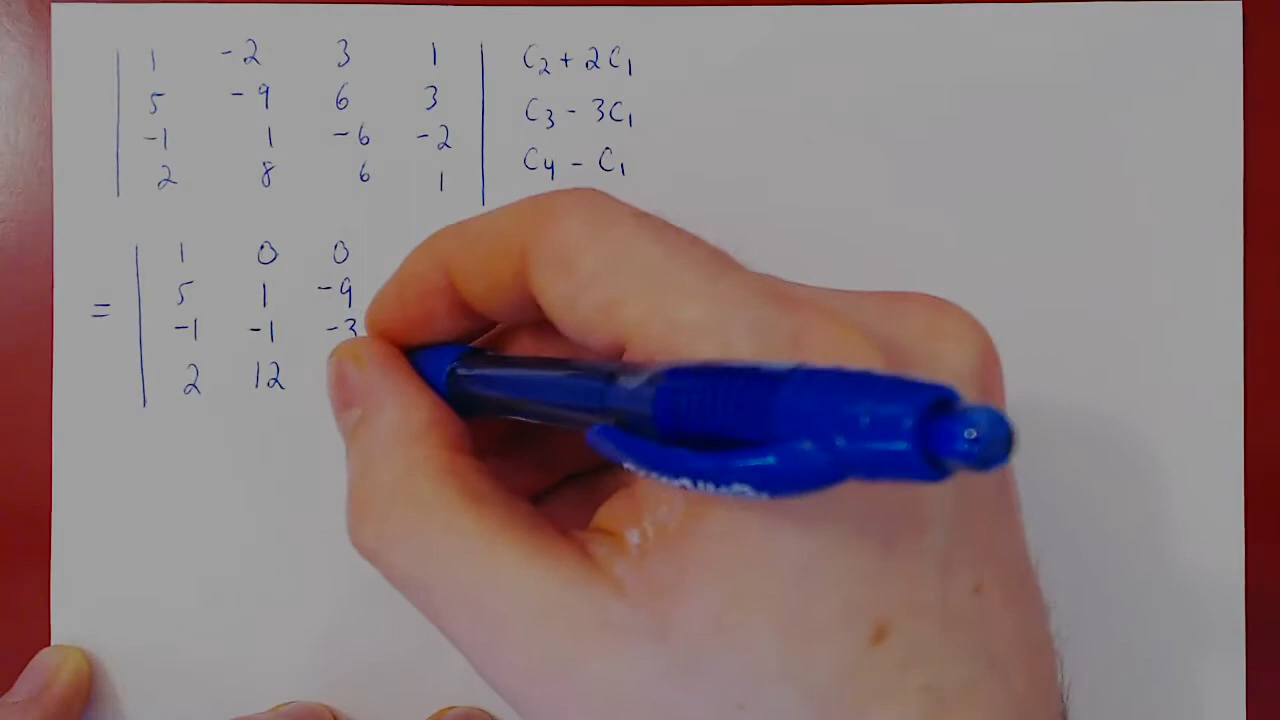 1 -2 3 1 C2 + 2C1
5 -9 6 3 C3 - 3C1
-1 1 -6 -2 C4 - C1
2 8 6 1
= 1 0 0
5 1 -9
-1 -1 -3
2 12